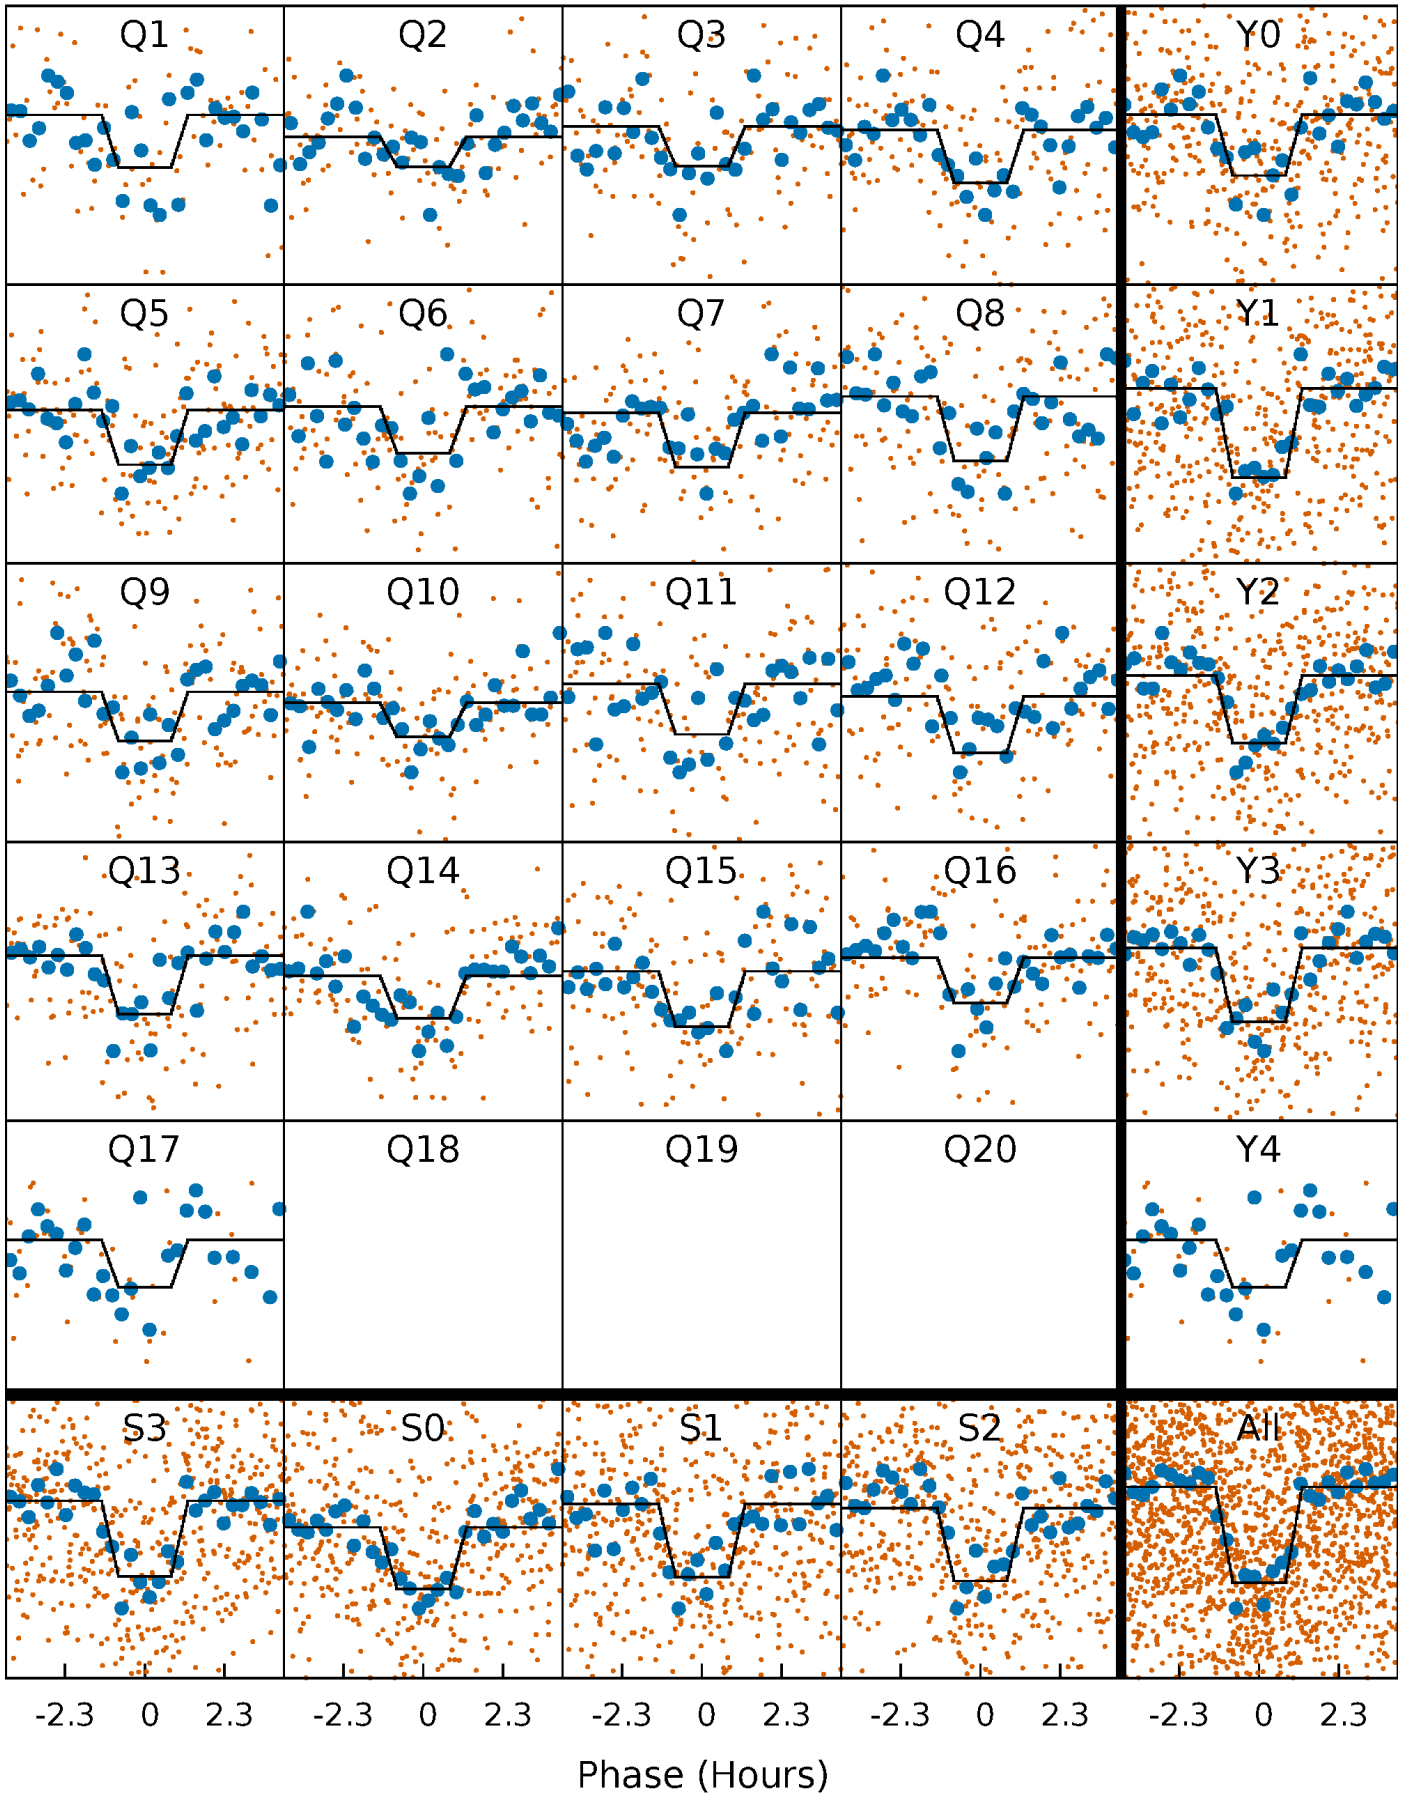 Q1 Q2 Q3 Q4 Y0
Q5 Q6 Q7 Q8 Y1
Q9 Q10 Q11 Q12 Y2
Q13 Q14 Q15 Q16 Y3
Q17 Q18 Q19 Q20 Y4
S3 S0 S1 S2 All
-2.3 0 2.3 -2.3 0 2.3 -2.3 0 2.3 -2.3 0 2.3 -2.3 0 2.3
Phase (Hours)